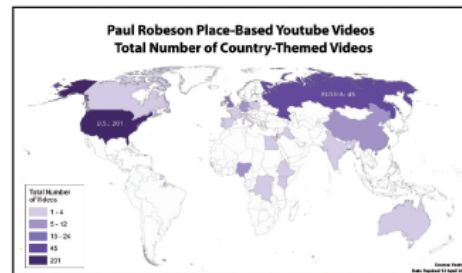 Paul Robeson Place-Based Youtube Videos
Total Number of Country-Themed Videos
RUSSIA: 45
U.S.: 201
Total Number
of Videos
1 - 4
5 - 12
13 - 24
45
201